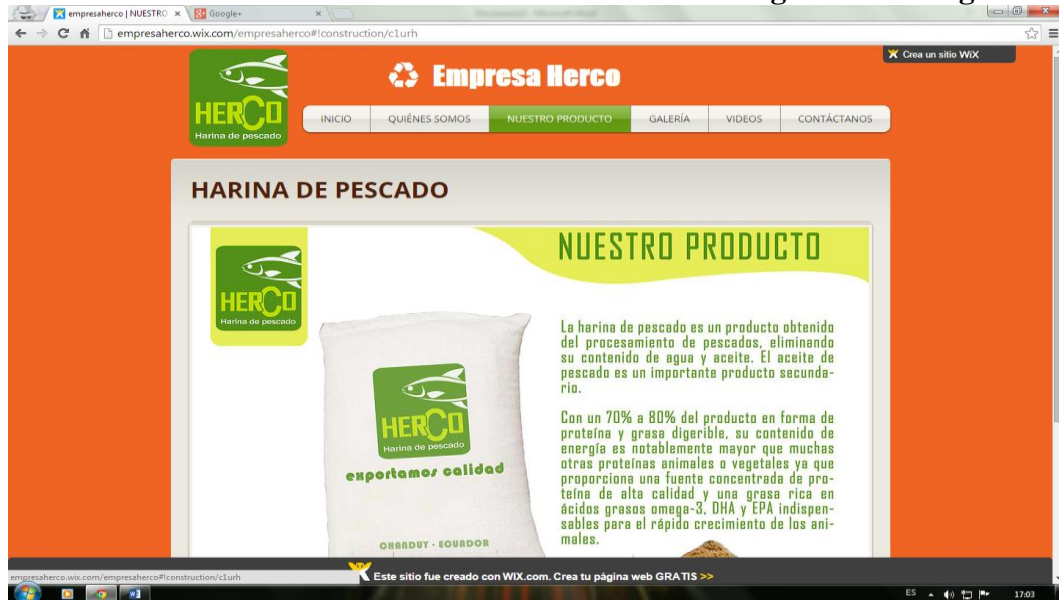 empresaherco | NUESTRO
Google+
empresaherco.wix.com/empresaherco#!construction/c1urh
Crea un sitio WiX
HERCO
Harina de pescado
Empresa Herco
INICIO
QUIÉNES SOMOS
NUESTRO PRODUCTO
GALERÍA
VIDEOS
CONTÁCTANOS
HARINA DE PESCADO
HERCO
Harina de pescado
NUESTRO PRODUCTO
HERCO
Harina de pescado
exportamos calidad
CHANDUY - ECUADOR
La harina de pescado es un producto obtenido
del procesamiento de pescados, eliminando
su contenido de agua y aceite. El aceite de
pescado es un importante producto secunda-
rio.
Con un 70% a 80% del producto en forma de
proteína y grasa digerible, su contenido de
energía es notablemente mayor que muchas
otras proteínas animales o vegetales ya que
proporciona una fuente concentrada de pro-
teína de alta calidad y una grasa rica en
ácidos grasos omega-3, DHA y EPA indispen-
sables para el rápido crecimiento de los ani-
males.
empresaherco.wix.com/empresaherco#!construction/c1urh
Este sitio fue creado con WIX.com. Crea tu página web GRATIS >>
ES
17:03